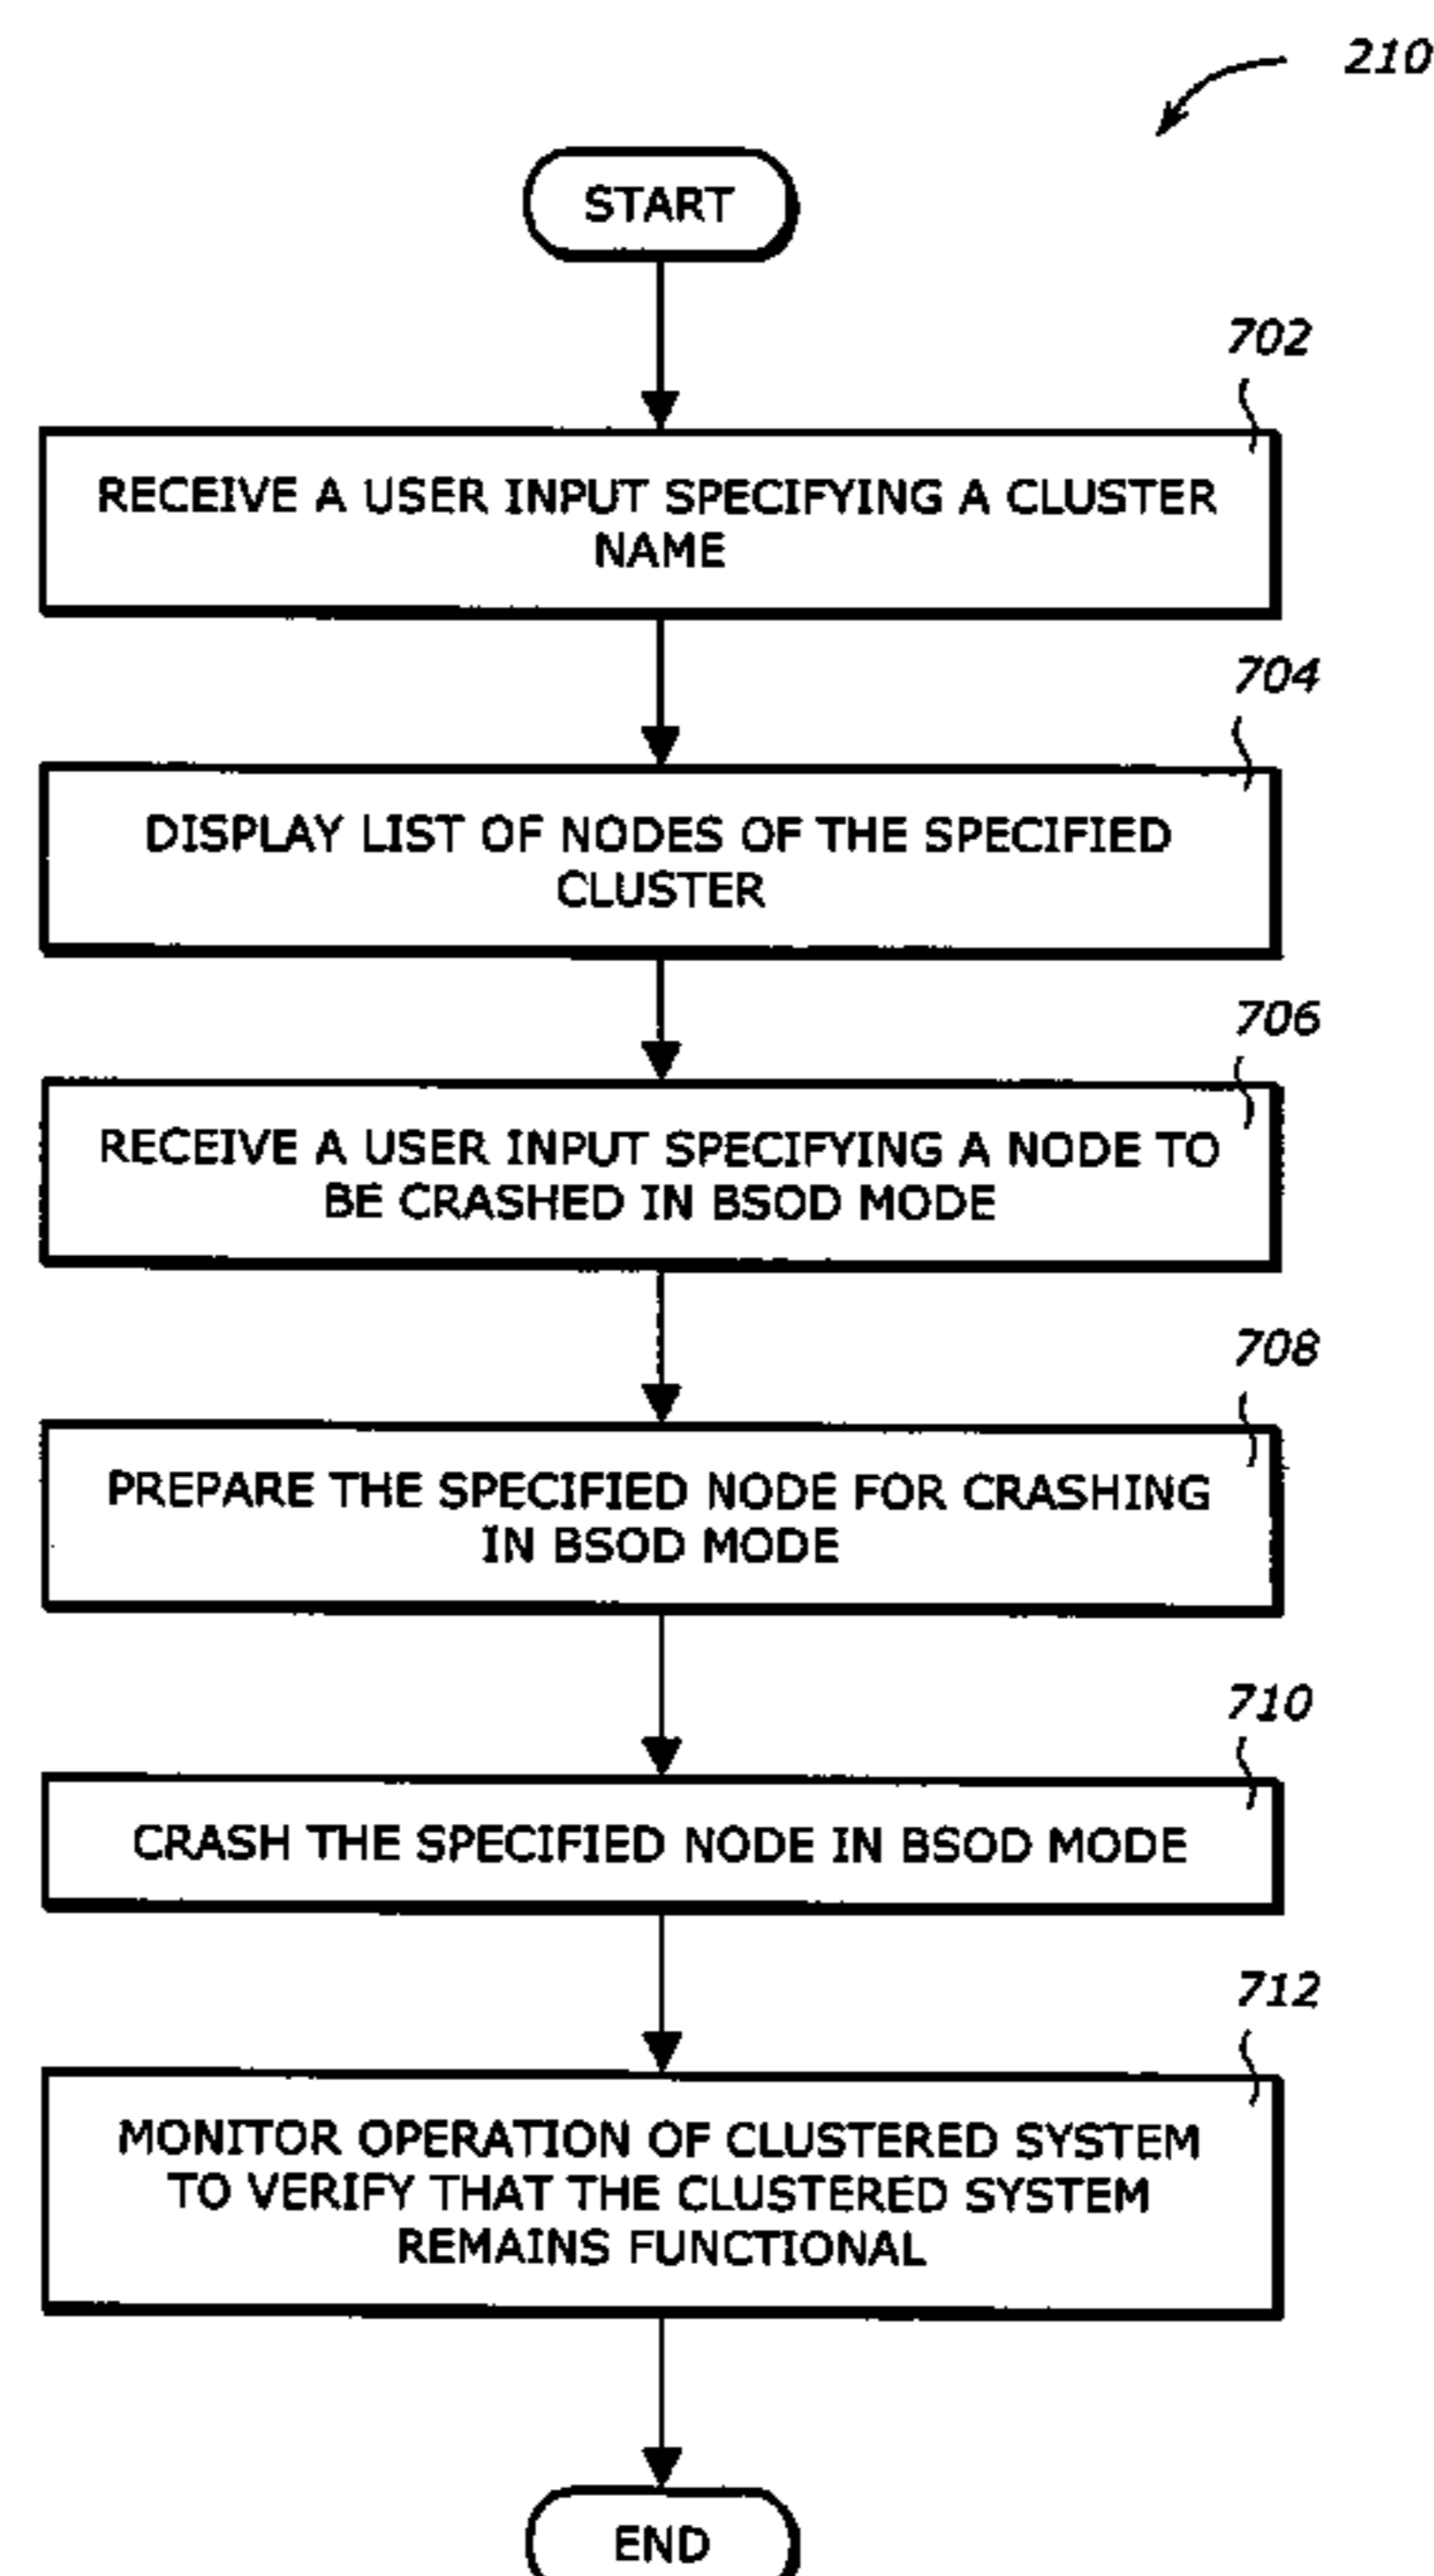 210
START
702
RECEIVE A USER INPUT SPECIFYING A CLUSTER
NAME
704
DISPLAY LIST OF NODES OF THE SPECIFIED
CLUSTER
706
RECEIVE A USER INPUT SPECIFYING A NODE TO
BE CRASHED IN BSOD MODE
708
PREPARE THE SPECIFIED NODE FOR CRASHING
IN BSOD MODE
710
CRASH THE SPECIFIED NODE IN BSOD MODE
712
MONITOR OPERATION OF CLUSTERED SYSTEM
TO VERIFY THAT THE CLUSTERED SYSTEM
REMAINS FUNCTIONAL
END